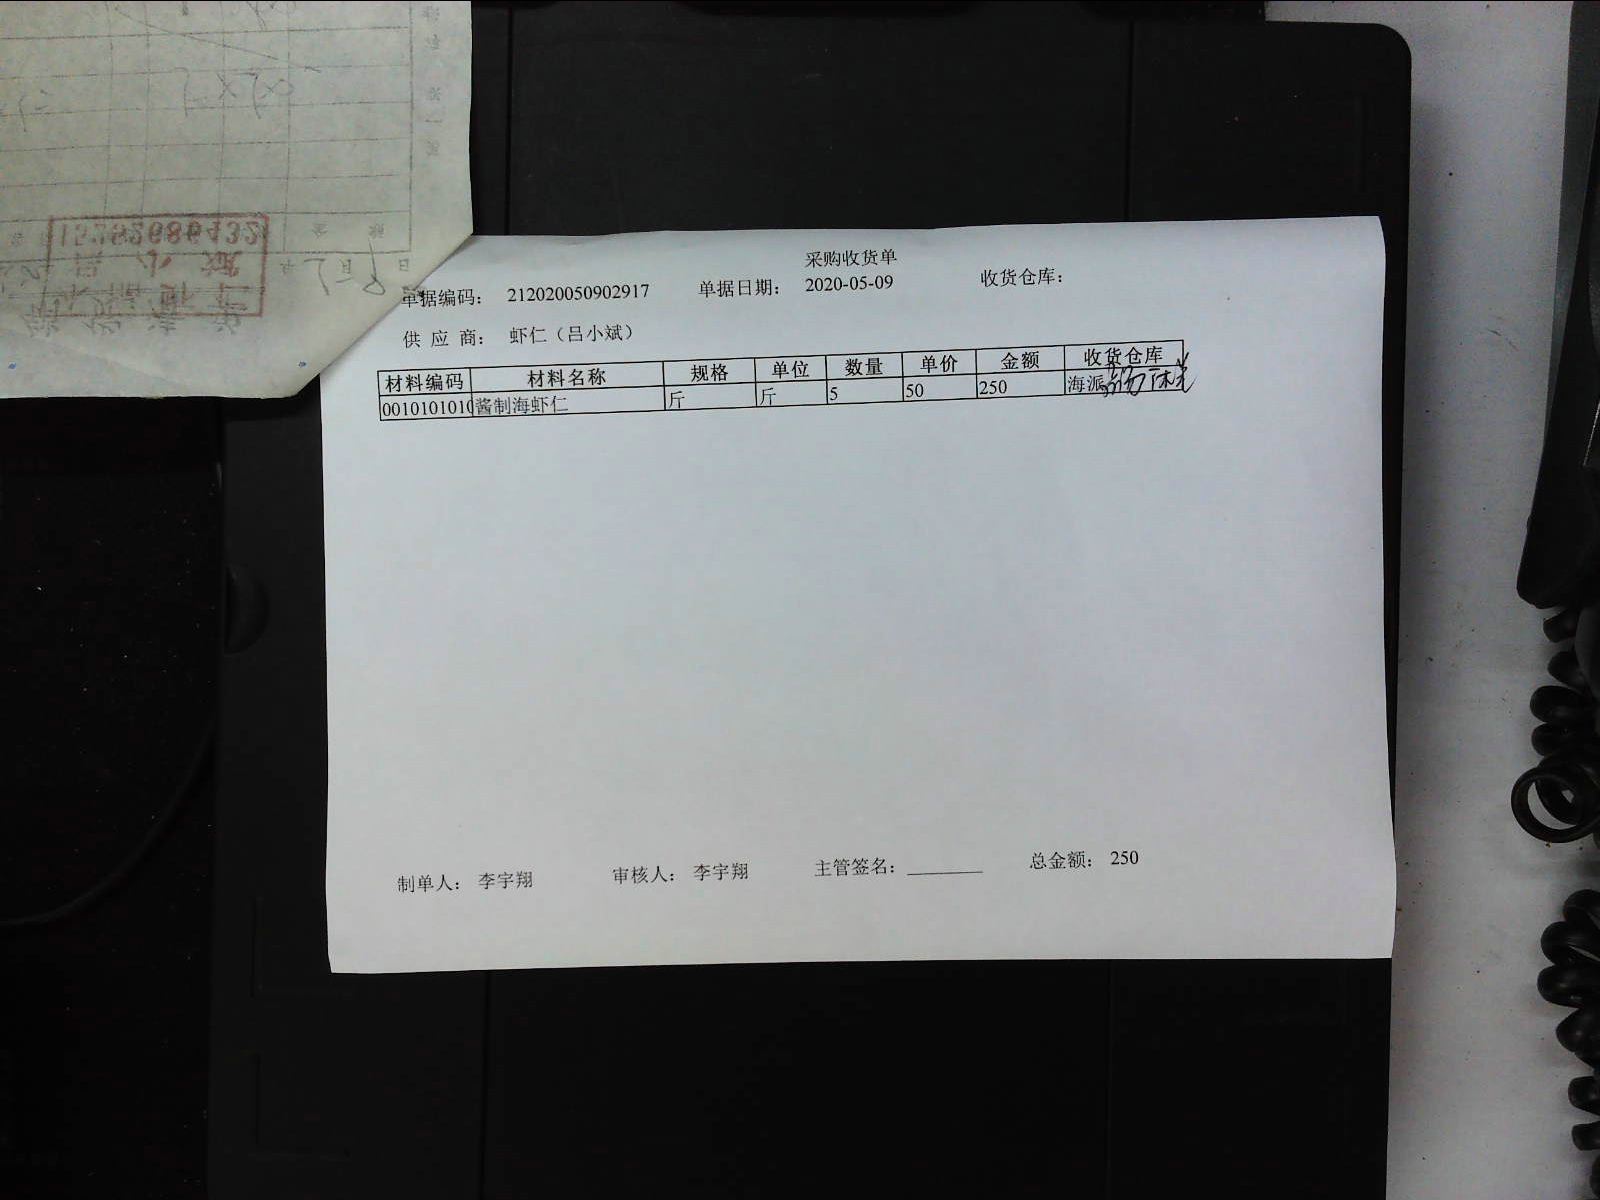 采购收货单
单据编码： 212020050902917 单据日期： 2020-05-09 收货仓库：
供 应 商： 虾仁（吕小斌）
材料编码 材料名称 规格 单位 数量 单价 金额 收货仓库
0010101010 酱制海虾仁 斤 斤 5 50 250 海派
制单人： 李宇翔 审核人： 李宇翔 主管签名： 总金额： 250
15252686432